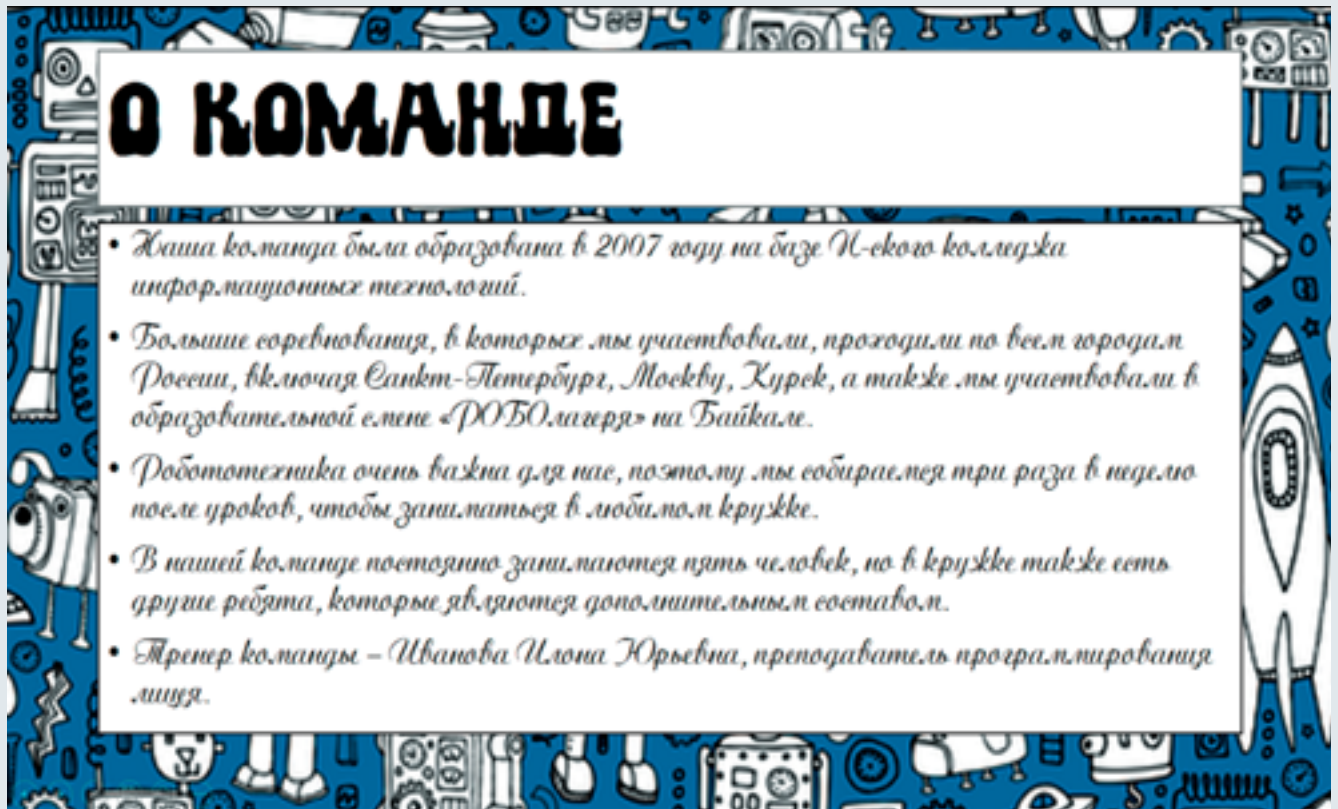 О КОМАНДЕ
• Наша команда была образована в 2007 году на базе И-ского колледжа
информационных технологий.
• Большие соревнования, в которых мы участвовали, проходили по всем городам
России, включая Санкт-Петербург, Москву, Курск, а также мы участвовали в
образовательной смене «РОБОлагеря» на Байкале.
• Робототехника очень важна для нас, поэтому мы собираемся три раза в неделю
после уроков, чтобы заниматься в любимом кружке.
• В нашей команде постоянно занимаются пять человек, но в кружке также есть
другие ребята, которые являются дополнительным составом.
• Тренер команды – Иванова Илона Юрьевна, преподаватель программирования
лицея.